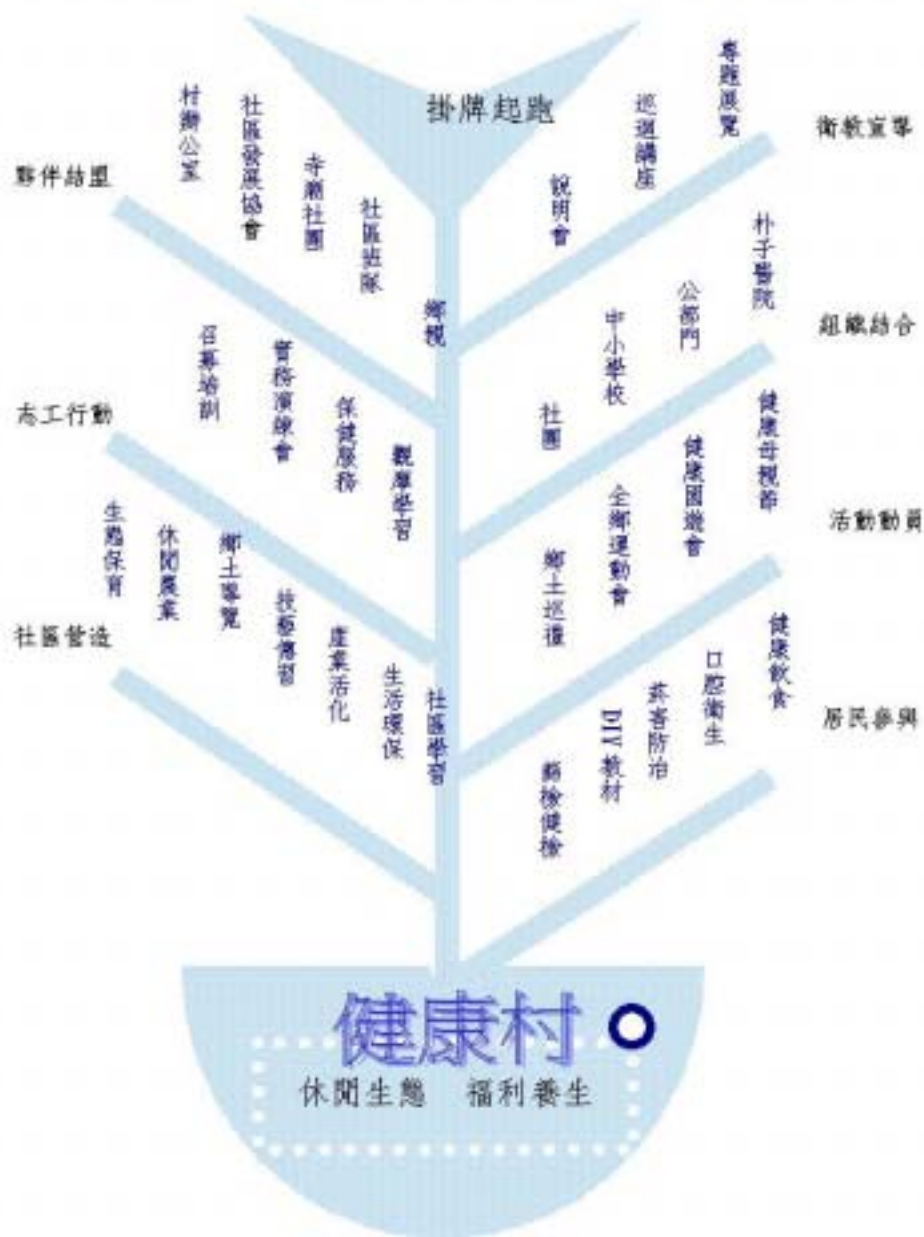 掛牌起跑
夥伴結盟
村辦公室
社區發展協會
寺廟社團
社區班隊
鄉親
志工行動
召募培訓
實務演練會
保健服務
觀摩學習
社區營造
生態保育
休閒農業
鄉土導覽
技藝傳習
產業活化
生活環保
社區學習
衛教宣導
說明會
巡迴講座
專題展覽
組織結合
社團
中小學校
公部門
朴子醫院
活動動員
鄉土巡禮
全鄉運動會
健康園遊會
健康母親節
居民參與
篩檢健檢
DIY 教材
菸害防治
口腔衛生
健康飲食
健康村
休閒生態 福利養生